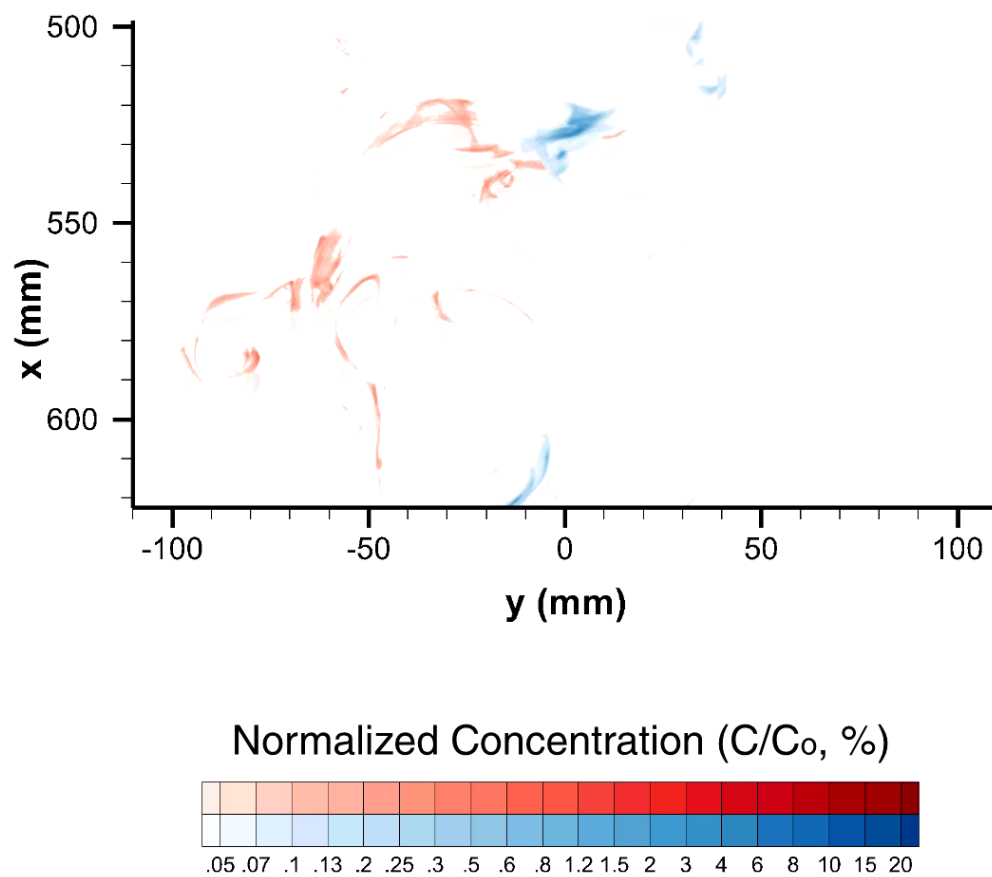 500
550
600
x (mm)
-100 -50 0 50 100
y (mm)
Normalized Concentration (C/Co, %)
.05 .07 .1 .13 .2 .25 .3 .5 .6 .8 1.2 1.5 2 3 4 6 8 10 15 20